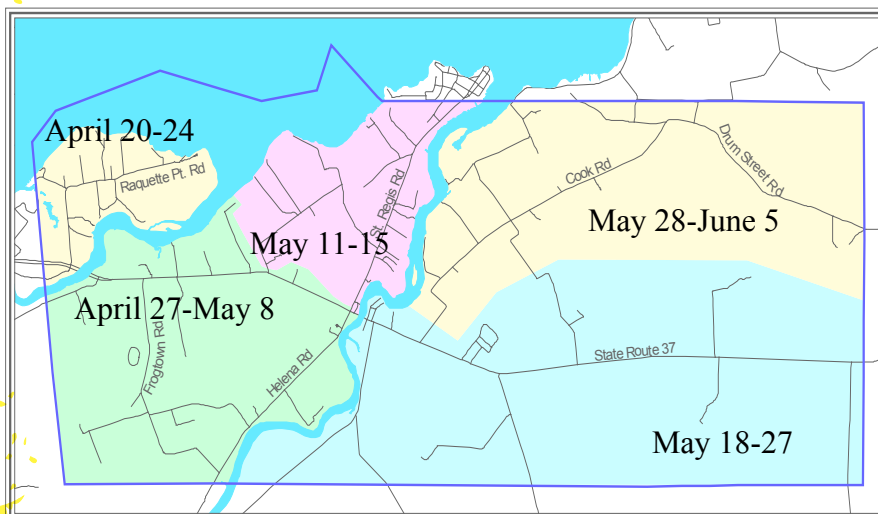 April 20-24
Raquette Pt. Rd
Cook Rd
Drum Street Rd
St. Regis Rd
May 28-June 5
May 11-15
April 27-May 8
Frogtown Rd
Helena Rd
State Route 37
May 18-27